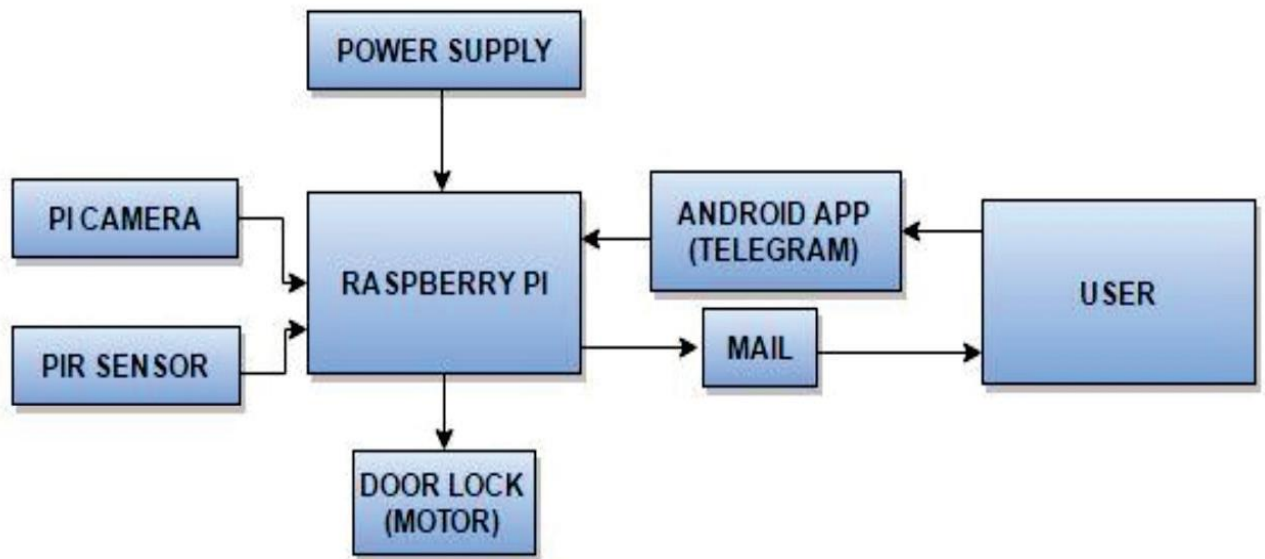 POWER SUPPLY
PI CAMERA
RASPBERRY PI
ANDROID APP
(TELEGRAM)
USER
PIR SENSOR
MAIL
DOOR LOCK
(MOTOR)